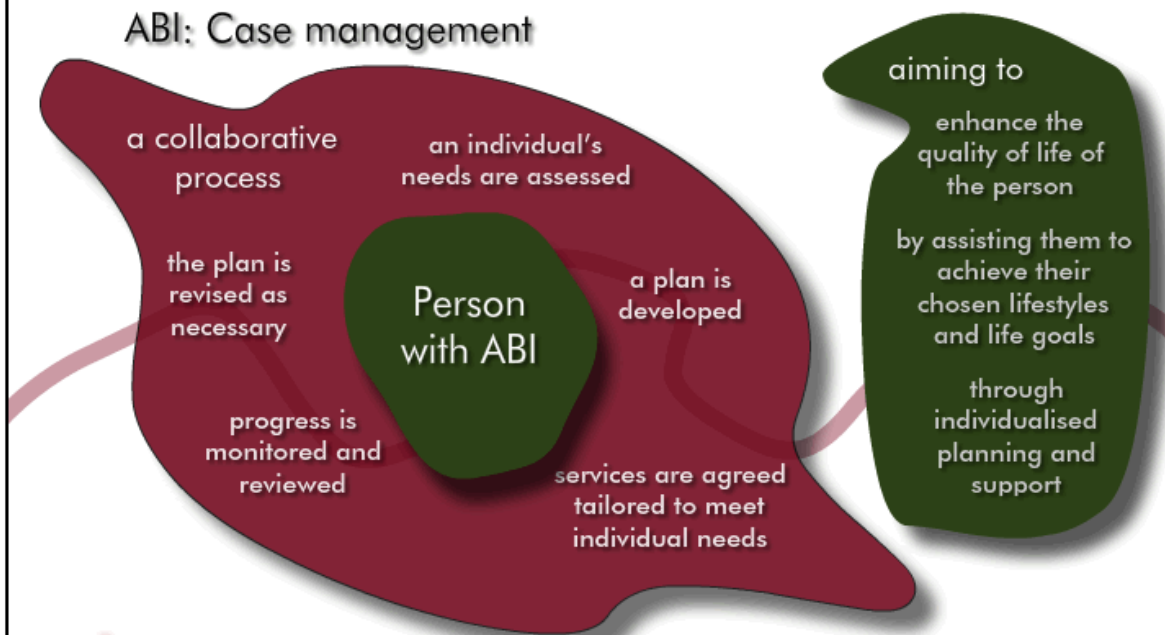 ABI: Case management
a collaborative
process
an individual's
needs are assessed
a plan is
developed
services are agreed
tailored to meet
individual needs
progress is
monitored and
reviewed
the plan is
revised as
necessary
Person
with ABI
aiming to
enhance the
quality of life of
the person
by assisting them to
achieve their
chosen lifestyles
and life goals
through
individualised
planning and
support